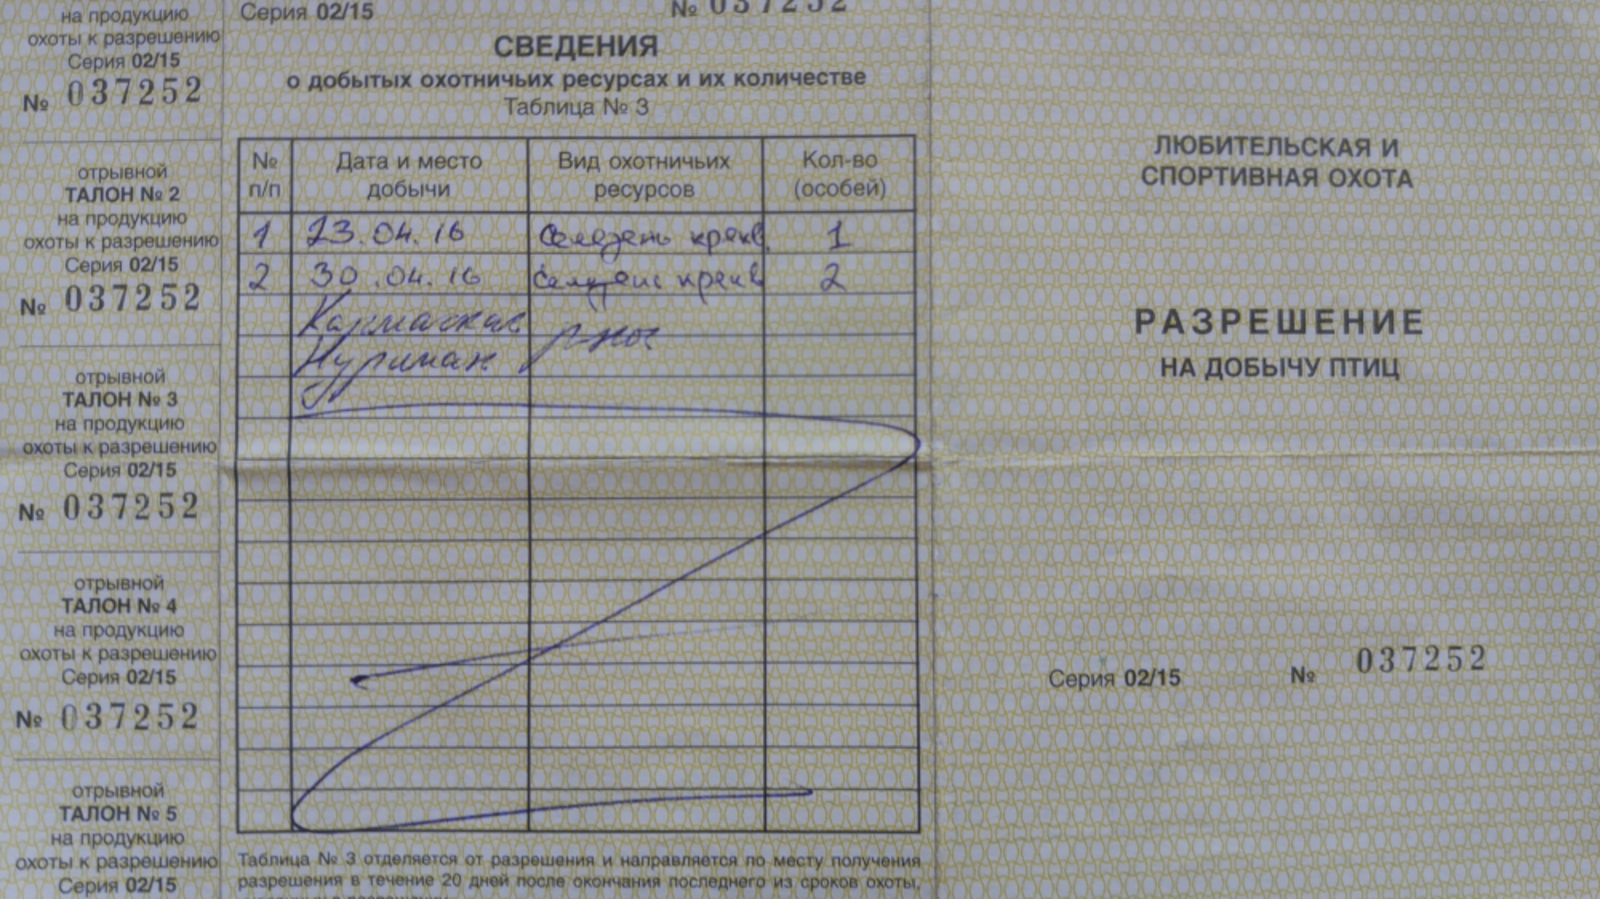 на продукцию
охоты к разрешению
Серия 02/15
№ 037252
отрывной
ТАЛОН № 2
на продукцию
охоты к разрешению
Серия 02/15
№ 037252
отрывной
ТАЛОН № 3
на продукцию
охоты к разрешению
Серия 02/15
№ 037252
отрывной
ТАЛОН № 4
на продукцию
охоты к разрешению
Серия 02/15
№ 037252
отрывной
ТАЛОН № 5
на продукцию
охоты к разрешению
Серия 02/15
Серия 02/15 № 037252
СВЕДЕНИЯ
о добытых охотничьих ресурсах и их количестве
Таблица № 3
№ п/п Дата и место добычи Вид охотничьих ресурсов Кол-во (особей)
1 23.04.16 Селезень крякв. 1
2 30.04.16 Селезень крякв 2
Таблица № 3 отделяется от разрешения и направляется по месту получения
разрешения в течение 20 дней после окончания последнего из сроков охоты,
ЛЮБИТЕЛЬСКАЯ И
СПОРТИВНАЯ ОХОТА
РАЗРЕШЕНИЕ
НА ДОБЫЧУ ПТИЦ
Серия 02/15 № 037252